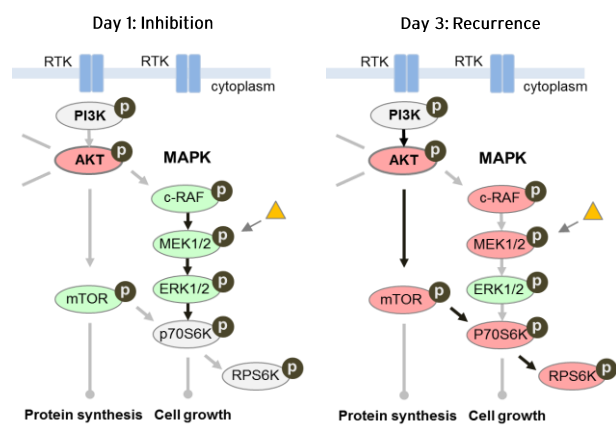 Day 1: Inhibition
RTK
RTK
cytoplasm
PI3K
p
AKT
p
MAPK
c-RAF
p
MEK1/2
p
ERK1/2
p
mTOR
p
p70S6K
p
RPS6K
p
Protein synthesis
Cell growth
Day 3: Recurrence
RTK
RTK
cytoplasm
PI3K
p
AKT
p
MAPK
c-RAF
p
MEK1/2
p
ERK1/2
p
mTOR
p
P70S6K
p
RPS6K
p
Protein synthesis
Cell growth